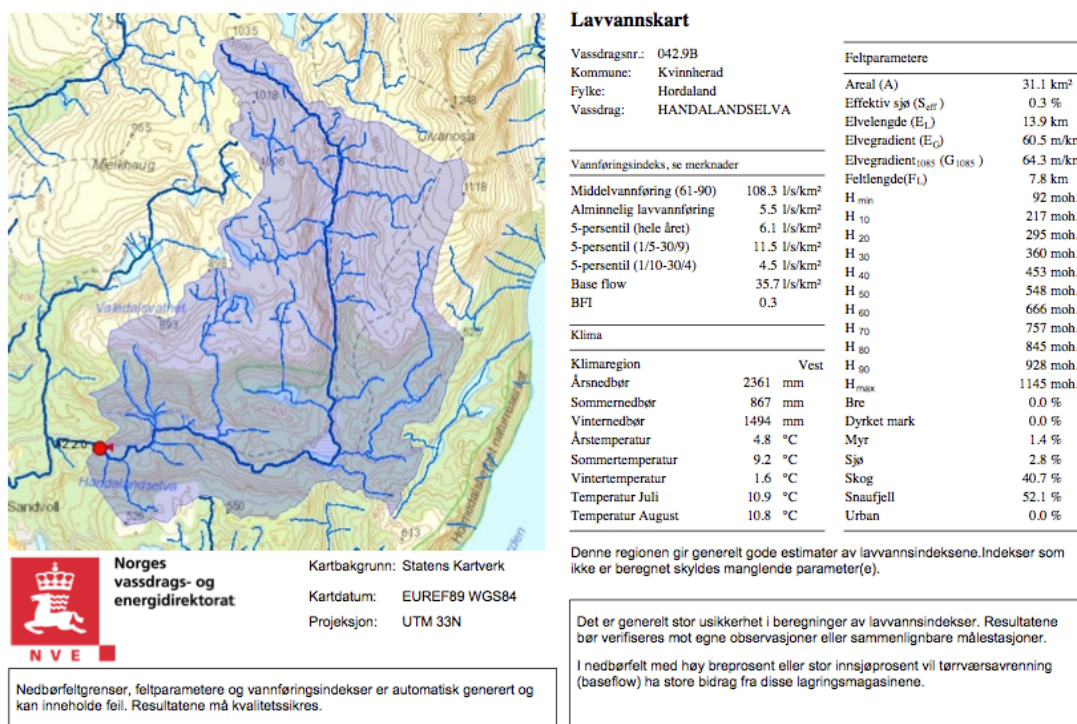 1035
1018
1248
965
Ulvanosa
Melkhaug
1006
1118
898
Valedalsvatnet
893
400
Handalandselva
Sandvoll
526
550
613
Norges
vassdrags- og
energidirektorat
NVE
Kartbakgrunn: Statens Kartverk
Kartdatum: EUREF89 WGS84
Projeksjon: UTM 33N
Nedbørfeltgrenser, feltparametere og vannføringsindekser er automatisk generert og
kan inneholde feil. Resultatene må kvalitetssikres.
Lavvannskart
Vassdragsnr.: 042.9B
Kommune: Kvinnherad
Fylke: Hordaland
Vassdrag: HANDALANDSELVA
Vannføringsindeks, se merknader
Middelvannføring (61-90) 108.3 l/s/km²
Alminnelig lavvannføring 5.5 l/s/km²
5-persentil (hele året) 6.1 l/s/km²
5-persentil (1/5-30/9) 11.5 l/s/km²
5-persentil (1/10-30/4) 4.5 l/s/km²
Base flow 35.7 l/s/km²
BFI 0.3
Klima
Klimaregion Vest
Årsnedbør 2361 mm
Sommernedbør 867 mm
Vinternedbør 1494 mm
Årstemperatur 4.8 °C
Sommertemperatur 9.2 °C
Vintertemperatur 1.6 °C
Temperatur Juli 10.9 °C
Temperatur August 10.8 °C
Feltparametere
Areal (A) 31.1 km²
Effektiv sjø (Seff) 0.3 %
Elvelengde (EL) 13.9 km
Elvegradient (EG) 60.5 m/km
Elvegradient1085 (G1085) 64.3 m/km
Feltlengde(FL) 7.8 km
H min 92 moh.
H 10 217 moh.
H 20 295 moh.
H 30 360 moh.
H 40 453 moh.
H 50 548 moh.
H 60 666 moh.
H 70 757 moh.
H 80 845 moh.
H 90 928 moh.
H max 1145 moh.
Bre 0.0 %
Dyrket mark 0.0 %
Myr 1.4 %
Sjø 2.8 %
Skog 40.7 %
Snaufjell 52.1 %
Urban 0.0 %
Denne regionen gir generelt gode estimater av lavvannsindeksene.Indekser som
ikke er beregnet skyldes manglende parameter(e).
Det er generelt stor usikkerhet i beregninger av lavvannsindekser. Resultatene
bør verifiseres mot egne observasjoner eller sammenlignbare målestasjoner.
I nedbørfelt med høy breprosent eller stor innsjøprosent vil tørrværsavrenning
(baseflow) ha store bidrag fra disse lagringsmagasinene.